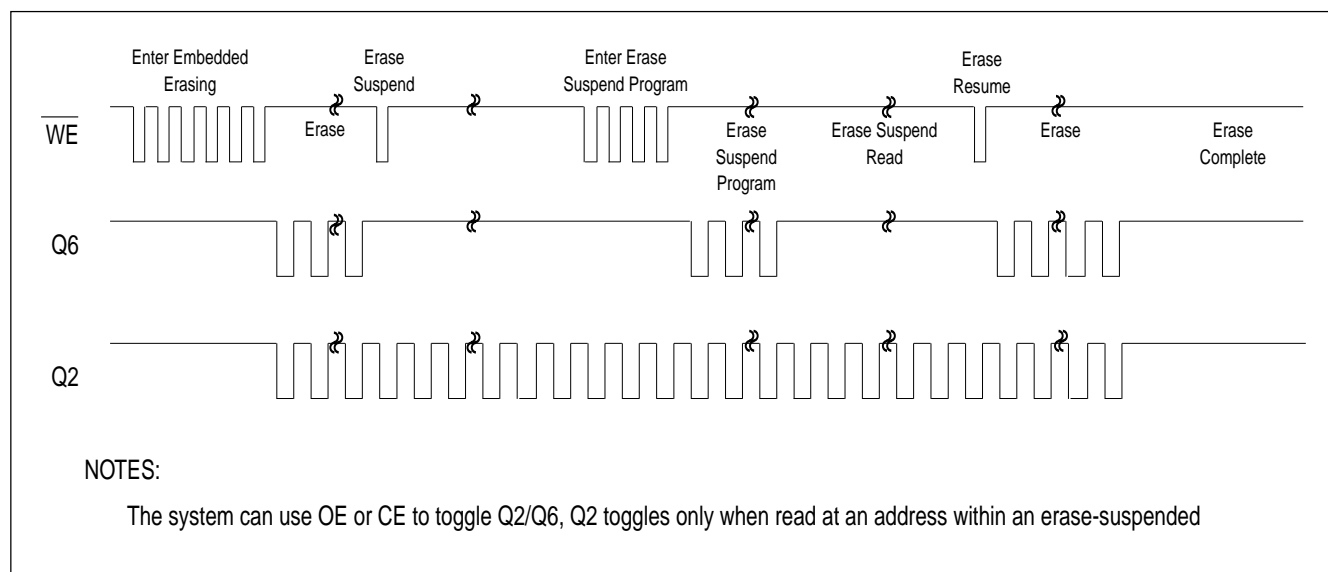 Enter Embedded
Erasing
Erase
Suspend
Enter Erase
Suspend Program
Erase
Resume
WE
Erase
Erase
Suspend
Program
Erase Suspend
Read
Erase
Erase
Complete
Q6
Q2
NOTES:
The system can use OE or CE to toggle Q2/Q6, Q2 toggles only when read at an address within an erase-suspended